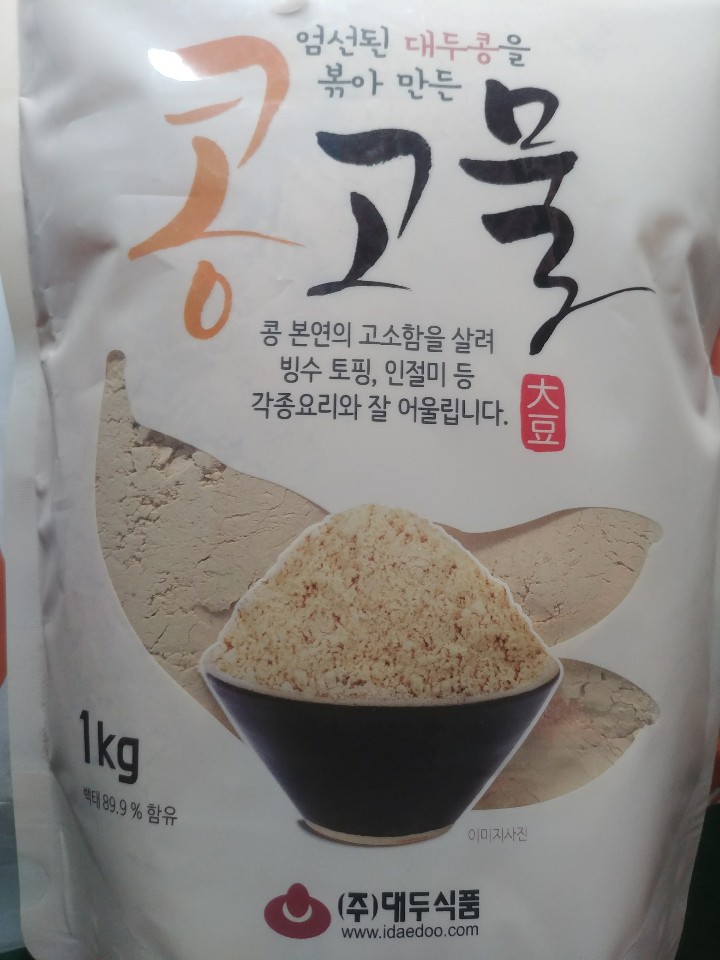 엄선된 대두콩을
볶아 만든
콩고물
콩 본연의 고소함을 살려
빙수 토핑, 인절미 등
각종요리와 잘 어울립니다.
大豆
1kg
백태 89.9 % 함유
이미지사진
(주)대두식품
www.idaedoo.com